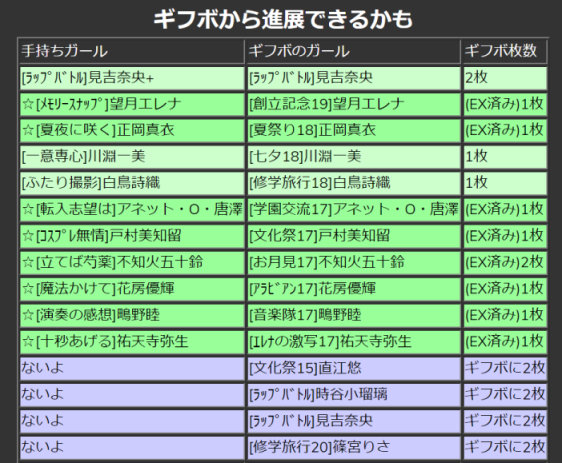 ギフボから進展できるかも
手持ちガール ギフボのガール ギフボ枚数
[ﾗｯﾌﾟﾊﾞﾄﾙ]見吉奈央+ [ﾗｯﾌﾟﾊﾞﾄﾙ]見吉奈央 2枚
☆[ﾒﾓﾘｰｽﾅｯﾌﾟ]望月エレナ [創立記念19]望月エレナ (EX済み)1枚
☆[夏夜に咲く]正岡真衣 [夏祭り18]正岡真衣 (EX済み)1枚
[一意専心]川淵一美 [七夕18]川淵一美 1枚
[ふたり撮影]白鳥詩織 [修学旅行18]白鳥詩織 1枚
☆[転入志望は]アネット・O・唐澤 [学園交流17]アネット・O・唐澤 (EX済み)1枚
☆[ｺｽﾌﾟﾚ無情]戸村美知留 [文化祭17]戸村美知留 (EX済み)1枚
☆[立てば芍薬]不知火五十鈴 [お月見17]不知火五十鈴 (EX済み)2枚
☆[魔法かけて]花房優輝 [ｱﾗﾋﾞｱﾝ17]花房優輝 (EX済み)1枚
☆[演奏の感想]鴫野睦 [音楽隊17]鴫野睦 (EX済み)1枚
☆[十秒あげる]祐天寺弥生 [ｴﾚﾅの激写17]祐天寺弥生 (EX済み)1枚
ないよ [文化祭15]直江悠 ギフボに2枚
ないよ [ﾗｯﾌﾟﾊﾞﾄﾙ]時谷小瑠璃 ギフボに2枚
ないよ [ﾗｯﾌﾟﾊﾞﾄﾙ]見吉奈央 ギフボに2枚
ないよ [修学旅行20]篠宮りさ ギフボに2枚